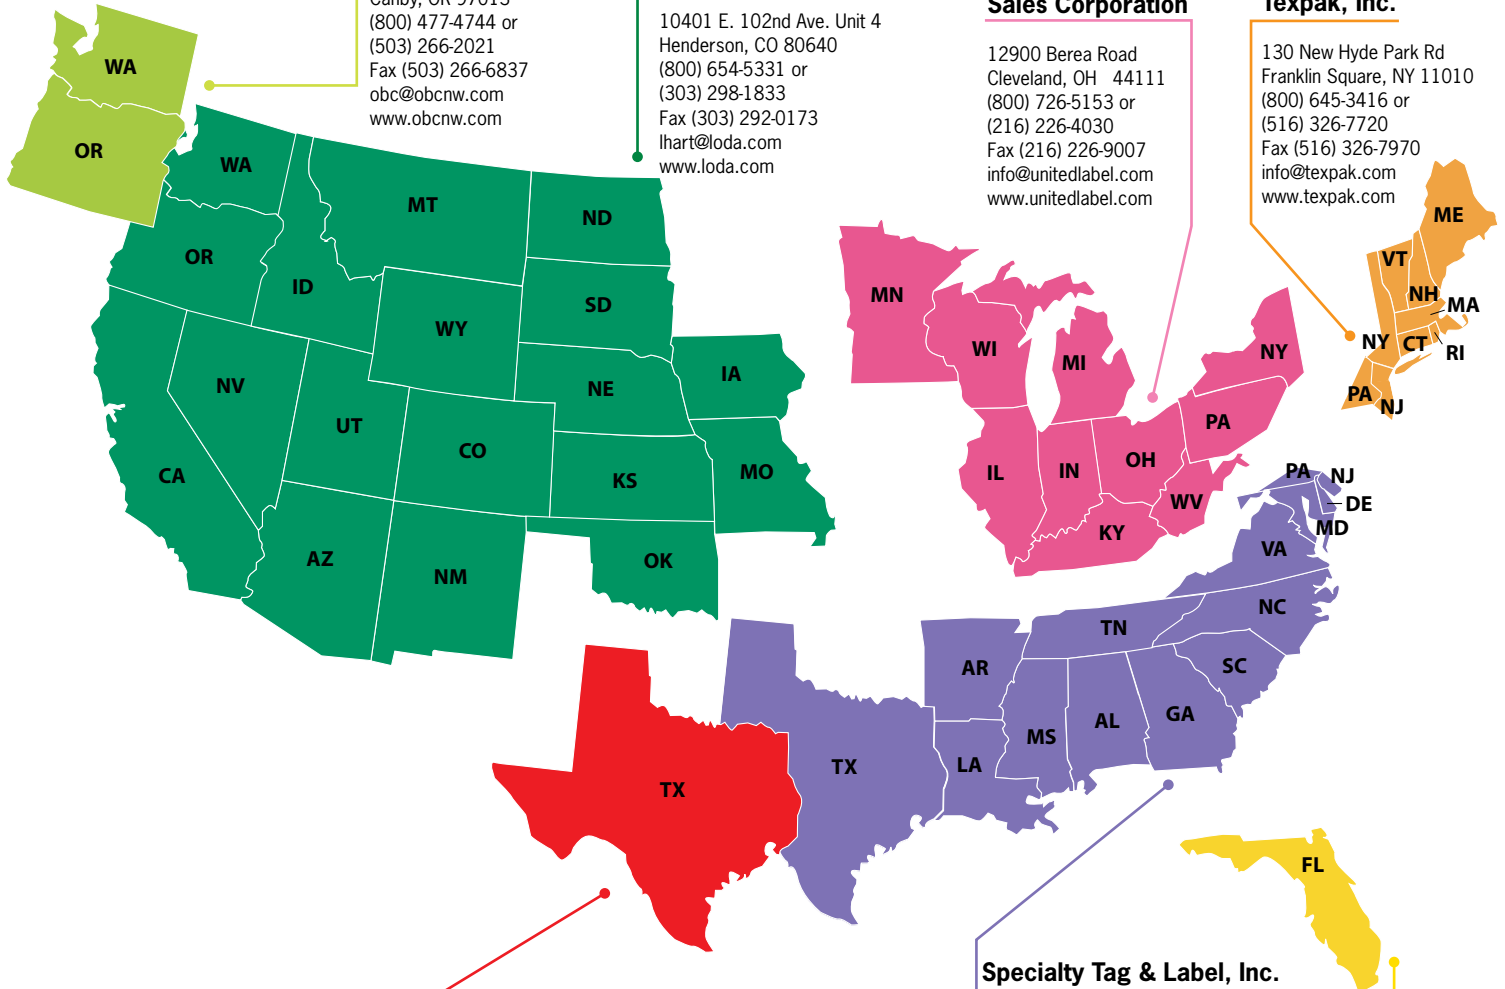 Canby, OR 97013
(800) 477-4744 or
(503) 266-2021
Fax (503) 266-6837
obc@obcnw.com
www.obcnw.com
10401 E. 102nd Ave. Unit 4
Henderson, CO 80640
(800) 654-5331 or
(303) 298-1833
Fax (303) 292-0173
lhart@loda.com
www.loda.com
Sales Corporation
12900 Berea Road
Cleveland, OH 44111
(800) 726-5153 or
(216) 226-4030
Fax (216) 226-9007
info@unitedlabel.com
www.unitedlabel.com
Texpak, Inc.
130 New Hyde Park Rd
Franklin Square, NY 11010
(800) 645-3416 or
(516) 326-7720
Fax (516) 326-7970
info@texpak.com
www.texpak.com
WA
OR
WA
OR
ID
MT
ND
SD
WY
NE
IA
NV
UT
CO
KS
MO
CA
AZ
NM
OK
MN
WI
MI
IL
IN
OH
KY
WV
PA
NY
ME
VT
NH
MA
NY
CT
RI
PA
NJ
PA
NJ
DE
MD
VA
NC
TN
SC
AR
MS
AL
GA
LA
TX
TX
FL
Specialty Tag & Label, Inc.